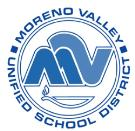 MORENO VALLEY
MV
UNIFIED SCHOOL DISTRICT